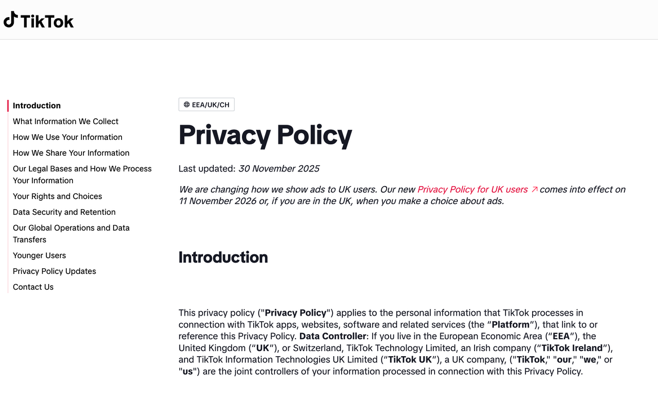 TikTok
Introduction
What Information We Collect
How We Use Your Information
How We Share Your Information
Our Legal Bases and How We Process
Your Information
Your Rights and Choices
Data Security and Retention
Our Global Operations and Data
Transfers
Younger Users
Privacy Policy Updates
Contact Us
EEA/UK/CH
Privacy Policy
Last updated: 30 November 2025
We are changing how we show ads to UK users. Our new Privacy Policy for UK users ↗ comes into effect on
11 November 2026 or, if you are in the UK, when you make a choice about ads.
Introduction
This privacy policy ("Privacy Policy") applies to the personal information that TikTok processes in
connection with TikTok apps, websites, software and related services (the “Platform”), that link to or
reference this Privacy Policy. Data Controller: If you live in the European Economic Area (“EEA”), the
United Kingdom (“UK”), or Switzerland, TikTok Technology Limited, an Irish company (“TikTok Ireland”),
and TikTok Information Technologies UK Limited (“TikTok UK”), a UK company, ("TikTok," "our," "we," or
"us") are the joint controllers of your information processed in connection with this Privacy Policy.